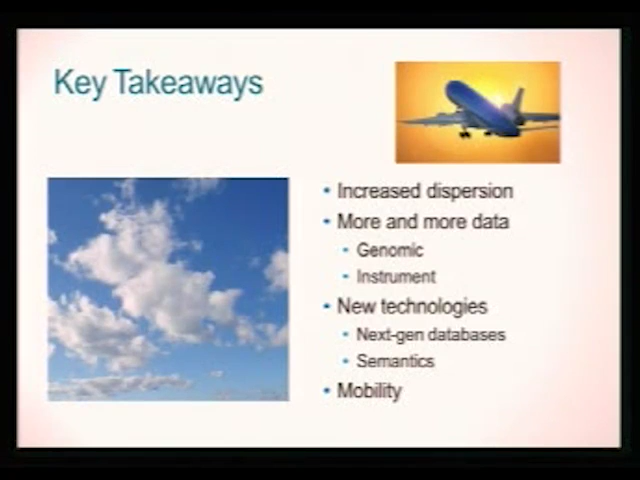 Key Takeaways
• Increased dispersion
• More and more data
• Genomic
• Instrument
• New technologies
• Next-gen databases
• Semantics
• Mobility